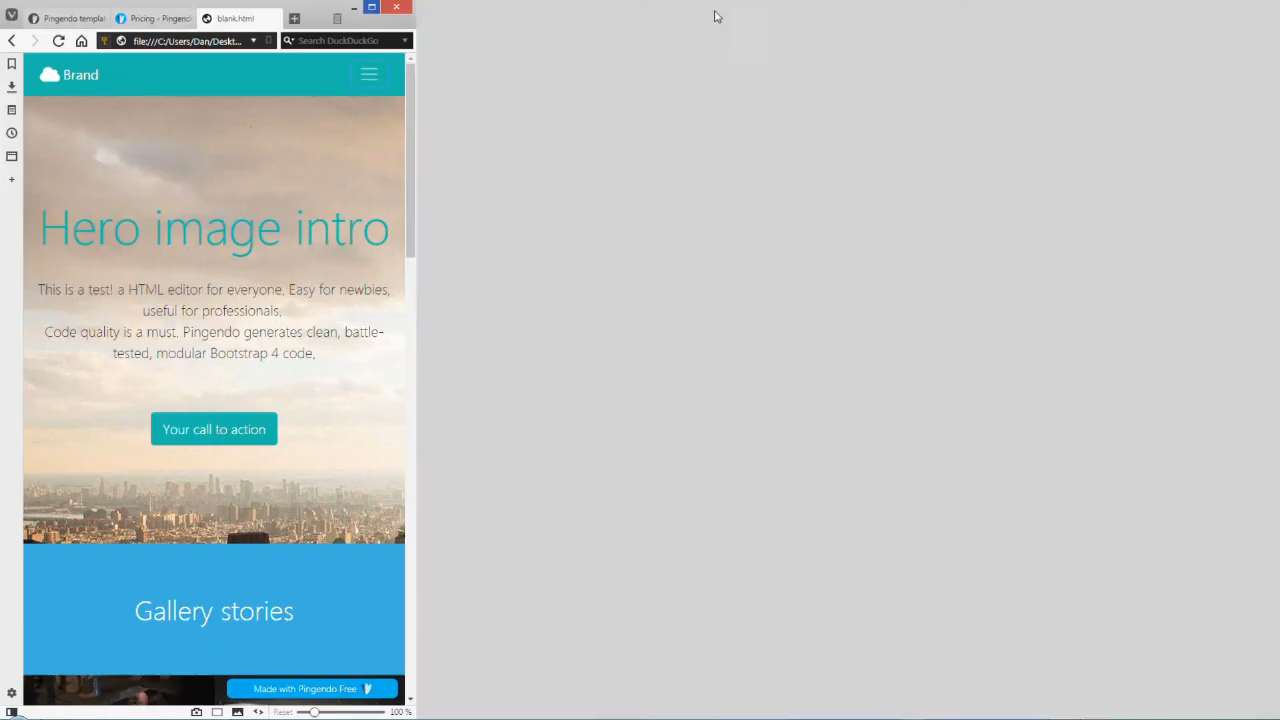 Pingendo templat
Pricing - Pingend
blank.html
file:///C:/Users/Dan/Deskt...
Search DuckDuckGo
Brand
Hero image intro
This is a test! a HTML editor for everyone. Easy for newbies,
useful for professionals.
Code quality is a must. Pingendo generates clean, battle-
tested, modular Bootstrap 4 code.
Your call to action
Gallery stories
Made with Pingendo Free
Reset
100 %